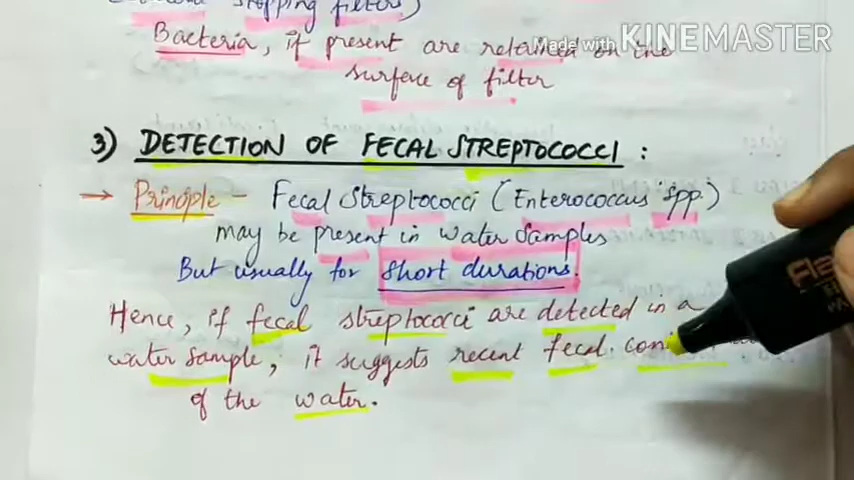 stopping filters)
Bacteria, if present are retained on the
surface of filter
Made with KINEMASTER
3) DETECTION OF FECAL STREPTOCOCCI :
→ Principle - Fecal Streptococci (Enterococcus spp.)
may be present in water samples
But usually for short durations.
Hence, if fecal streptococci are detected in a
water sample, it suggests recent fecal
of the water.